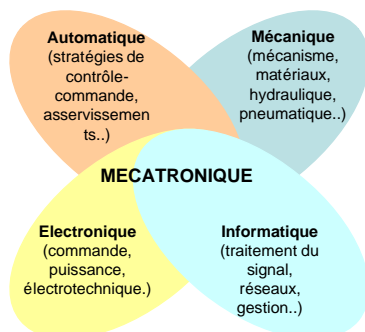 Automatique
(stratégies de
contrôle-
commande,
asservissemen
ts..)
Mécanique
(mécanisme,
matériaux,
hydraulique,
pneumatique..)
MECATRONIQUE
Electronique
(commande,
puissance,
électrotechnique.)
Informatique
(traitement du
signal,
réseaux,
gestion..)